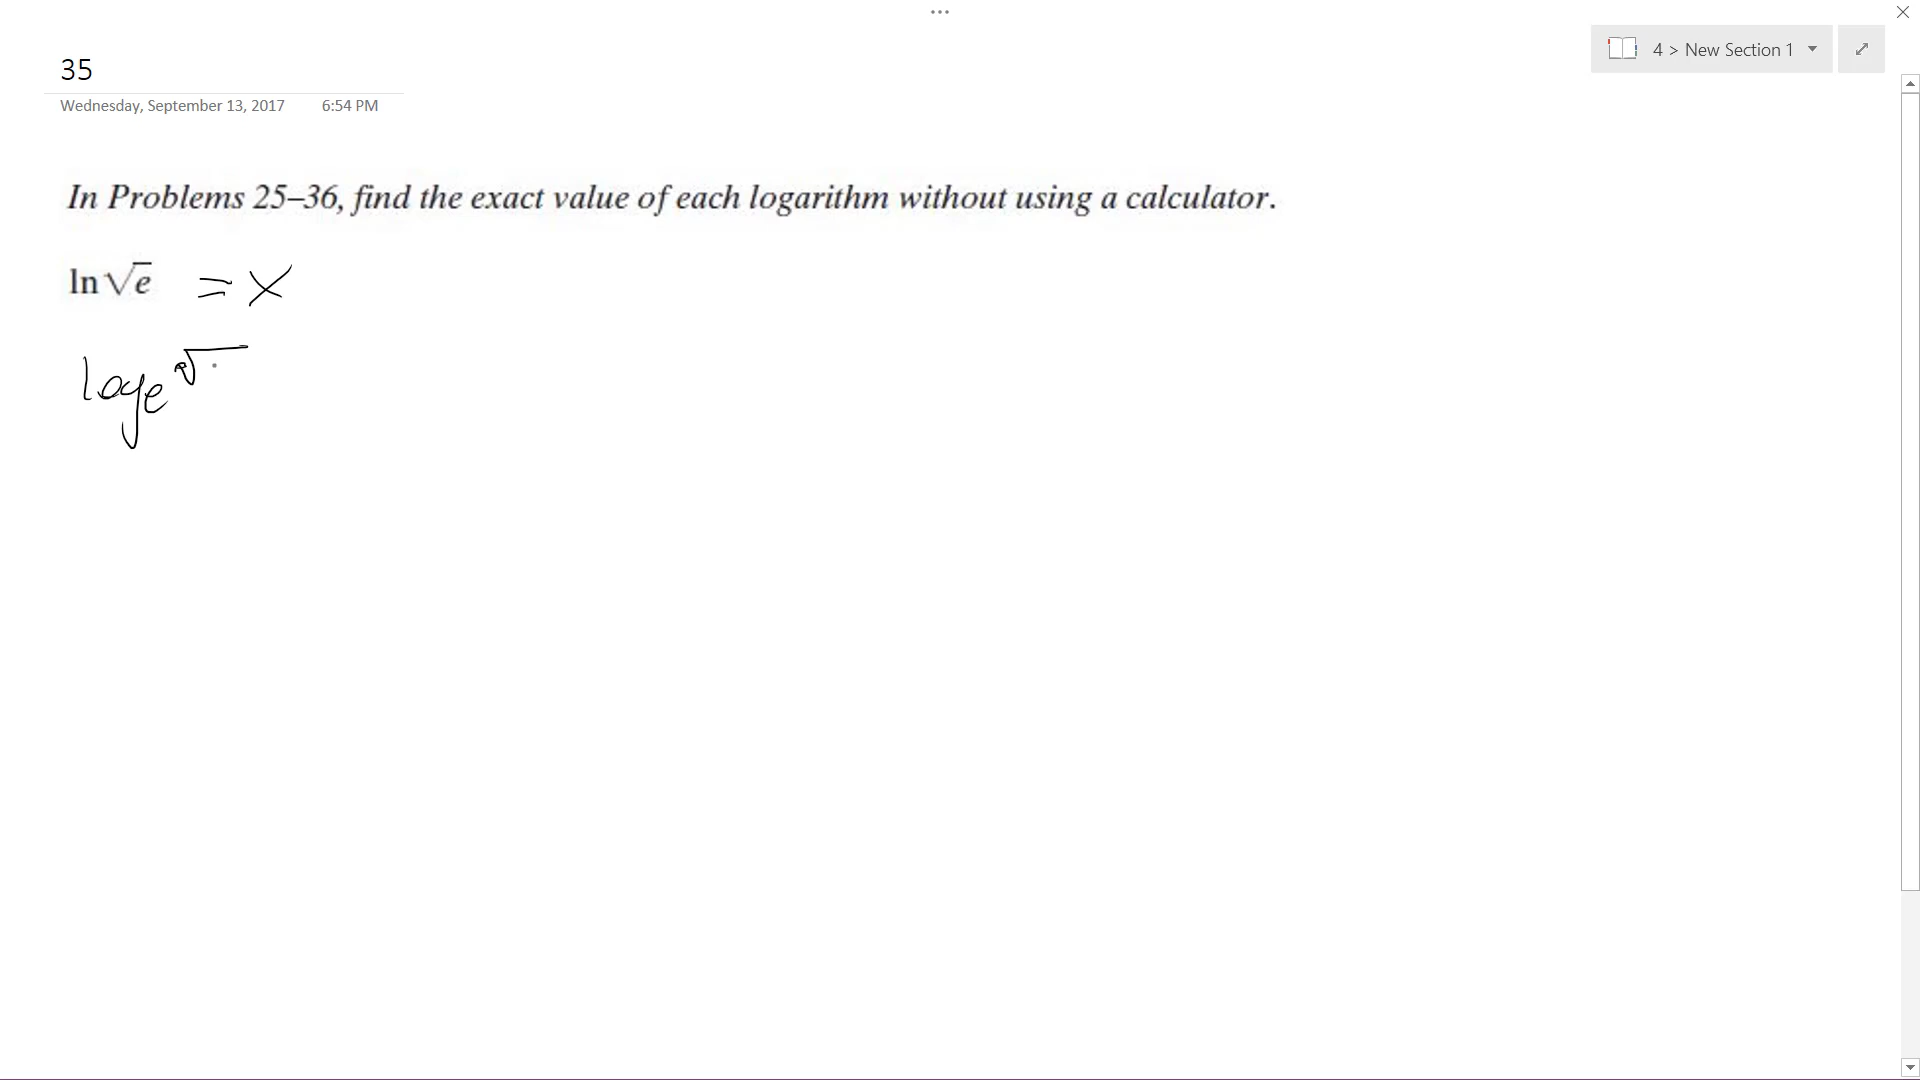 4 > New Section 1
35
Wednesday, September 13, 2017 6:54 PM
In Problems 25–36, find the exact value of each logarithm without using a calculator.
ln √e = x
log e √